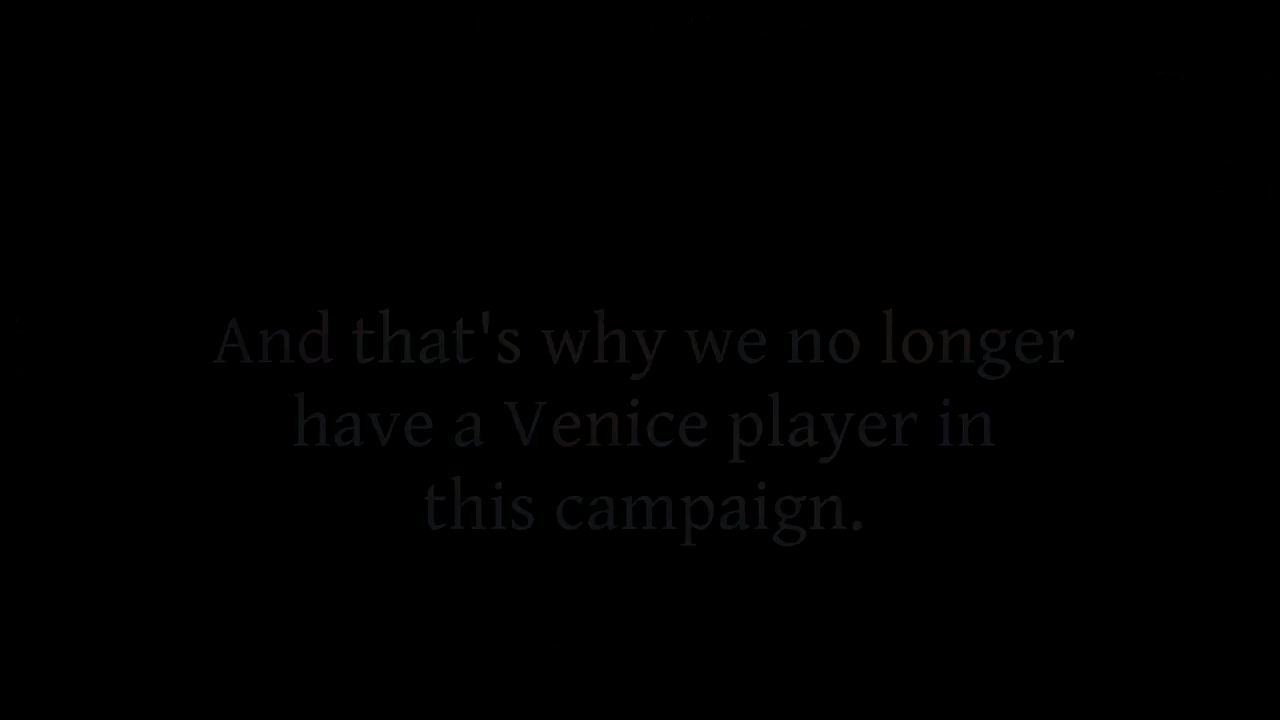 And that's why we no longer
have a Venice player in
this campaign.